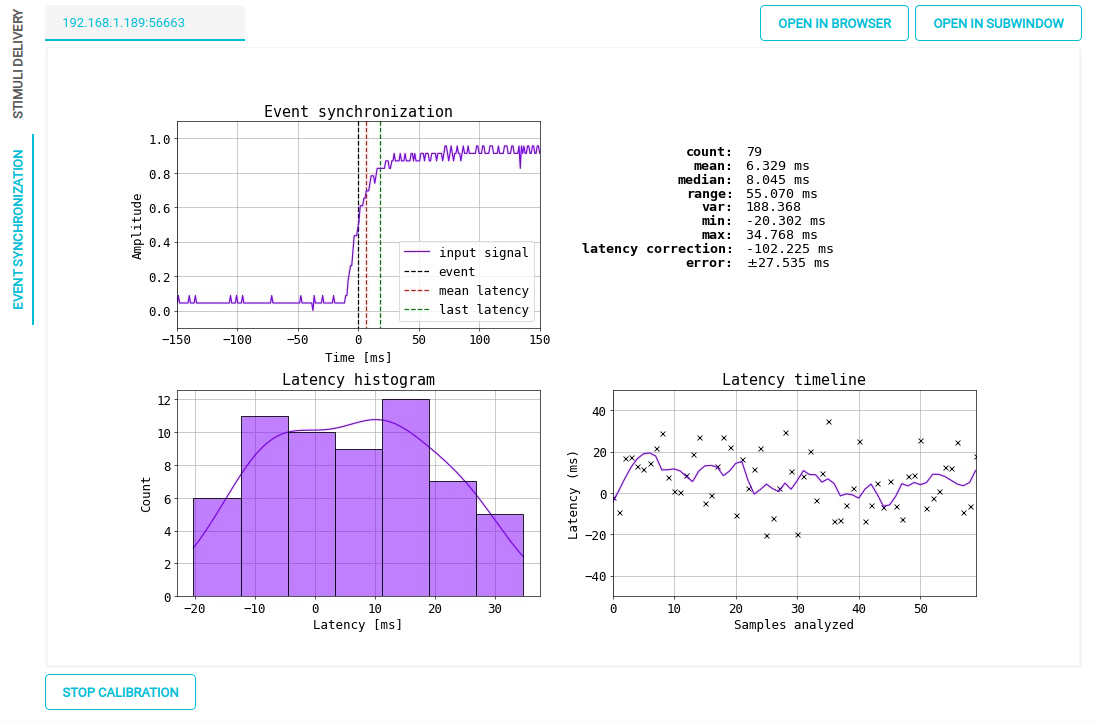 STIMULI DELIVERY
EVENT SYNCHRONIZATION
192.168.1.189:56663
OPEN IN BROWSER
OPEN IN SUBWINDOW
Event synchronization
Amplitude
1.0
0.8
0.6
0.4
0.2
0.0
input signal
event
mean latency
last latency
−150 −100 −50 0 50 100 150
Time [ms]
count: 79
mean: 6.329 ms
median: 8.045 ms
range: 55.070 ms
var: 188.368
min: -20.302 ms
max: 34.768 ms
latency correction: -102.225 ms
error: ±27.535 ms
Latency histogram
Count
12
10
8
6
4
2
0
−20 −10 0 10 20 30
Latency [ms]
Latency timeline
Latency (ms)
40
20
0
−20
−40
0 10 20 30 40 50
Samples analyzed
STOP CALIBRATION